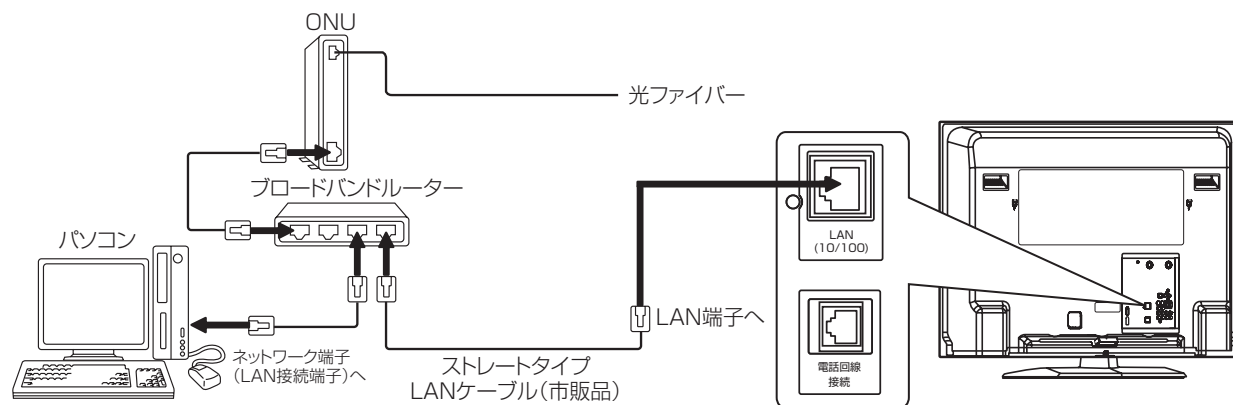 ONU
光ファイバー
ブロードバンドルーター
パソコン
LAN
(10/100)
LAN端子へ
ネットワーク端子
(LAN接続端子)へ
ストレートタイプ
LANケーブル(市販品)
電話回線
接続